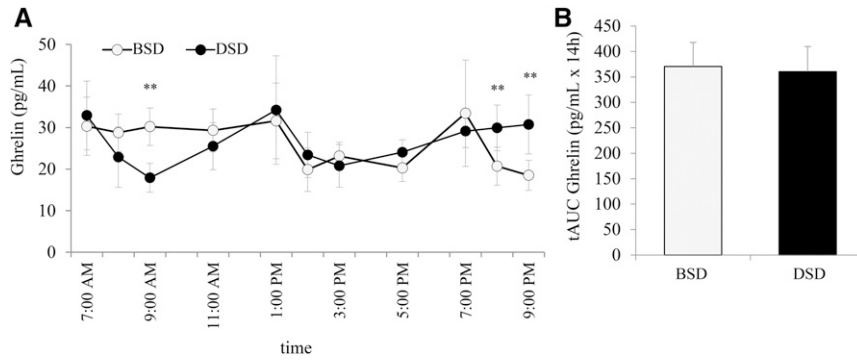 A
BSD
DSD
Ghrelin (pg/mL)
50
40
30
20
10
0
**
**
**
7:00 AM
9:00 AM
11:00 AM
1:00 PM
3:00 PM
5:00 PM
7:00 PM
9:00 PM
time
B
tAUC Ghrelin (pg/mL x 14h)
450
400
350
300
250
200
150
100
50
0
BSD
DSD